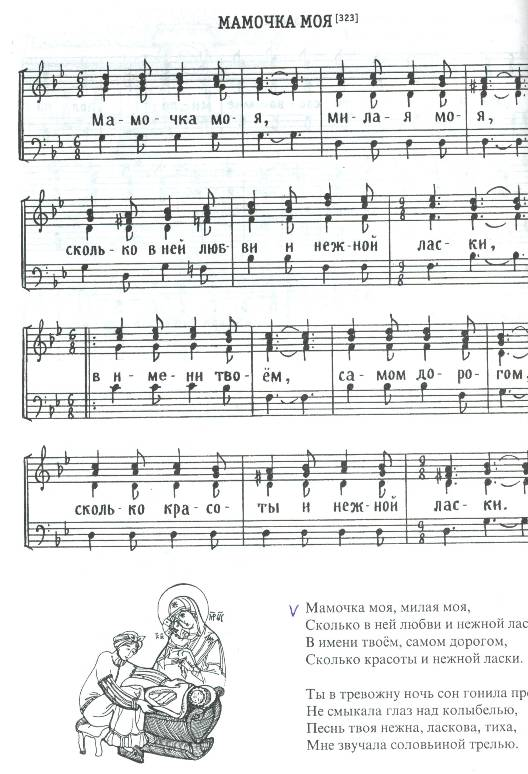 МАМОЧКА МОЯ [323]
Ма - мо - чка мо - я, ми - ла - я мо - я,
сколь - ко в ней люб - ви и неж - ной лас - ки,
в и - ме - ни тво - ём, са - мом до - ро - гом,
сколь - ко кра - со - ты и неж - ной лас - ки.
Мамочка моя, милая моя,
Сколько в ней любви и нежной лас
В имени твоём, самом дорогом,
Сколько красоты и нежной ласки.
Ты в тревожну ночь сон гонила пр
Не смыкала глаз над колыбелью,
Песнь твоя нежна, ласкова, тиха,
Мне звучала соловьиной трелью.